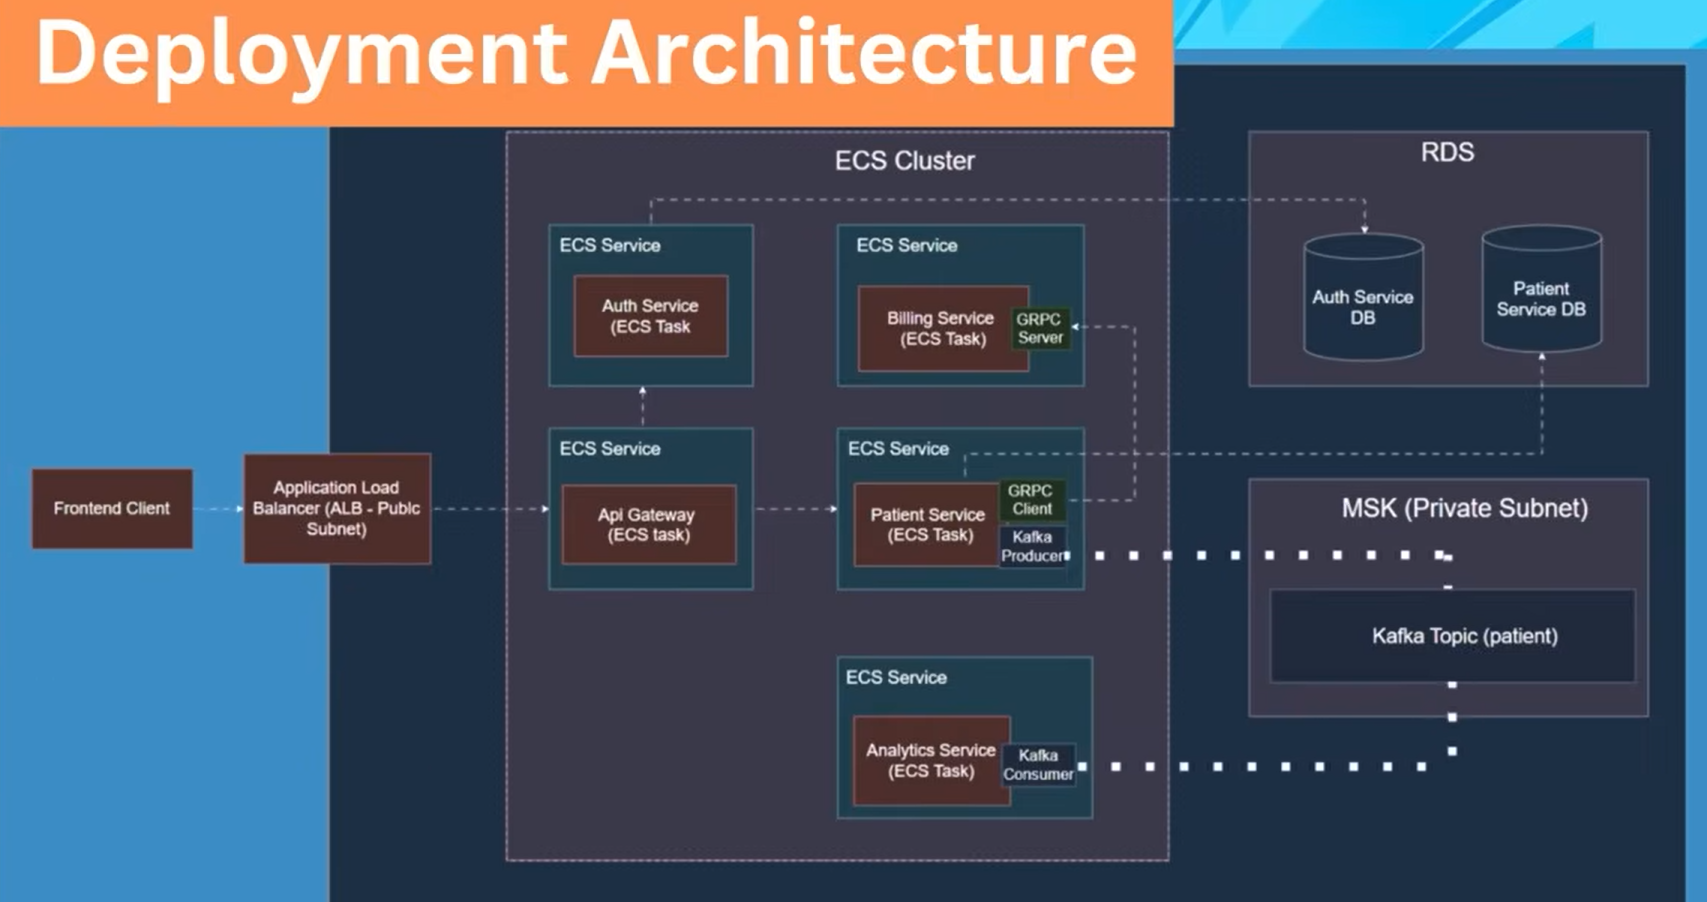 Deployment Architecture
ECS Cluster
RDS
ECS Service
Auth Service
(ECS Task
ECS Service
Billing Service
(ECS Task)
GRPC
Server
Auth Service
DB
Patient
Service DB
Frontend Client
Application Load
Balancer (ALB - Publc
Subnet)
ECS Service
Api Gateway
(ECS task)
ECS Service
Patient Service
(ECS Task)
GRPC
Client
Kafka
Producer
MSK (Private Subnet)
Kafka Topic (patient)
ECS Service
Analytics Service
(ECS Task)
Kafka
Consumer